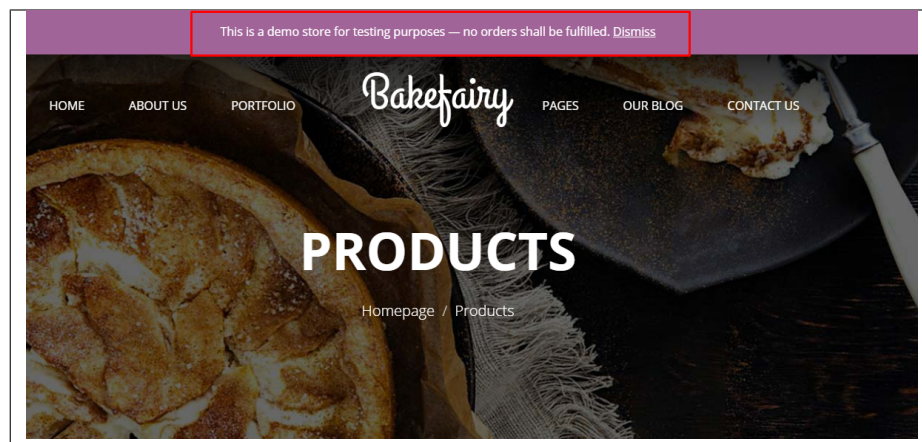 This is a demo store for testing purposes — no orders shall be fulfilled. Dismiss
HOME ABOUT US PORTFOLIO Bakefairy PAGES OUR BLOG CONTACT US
PRODUCTS
Homepage / Products